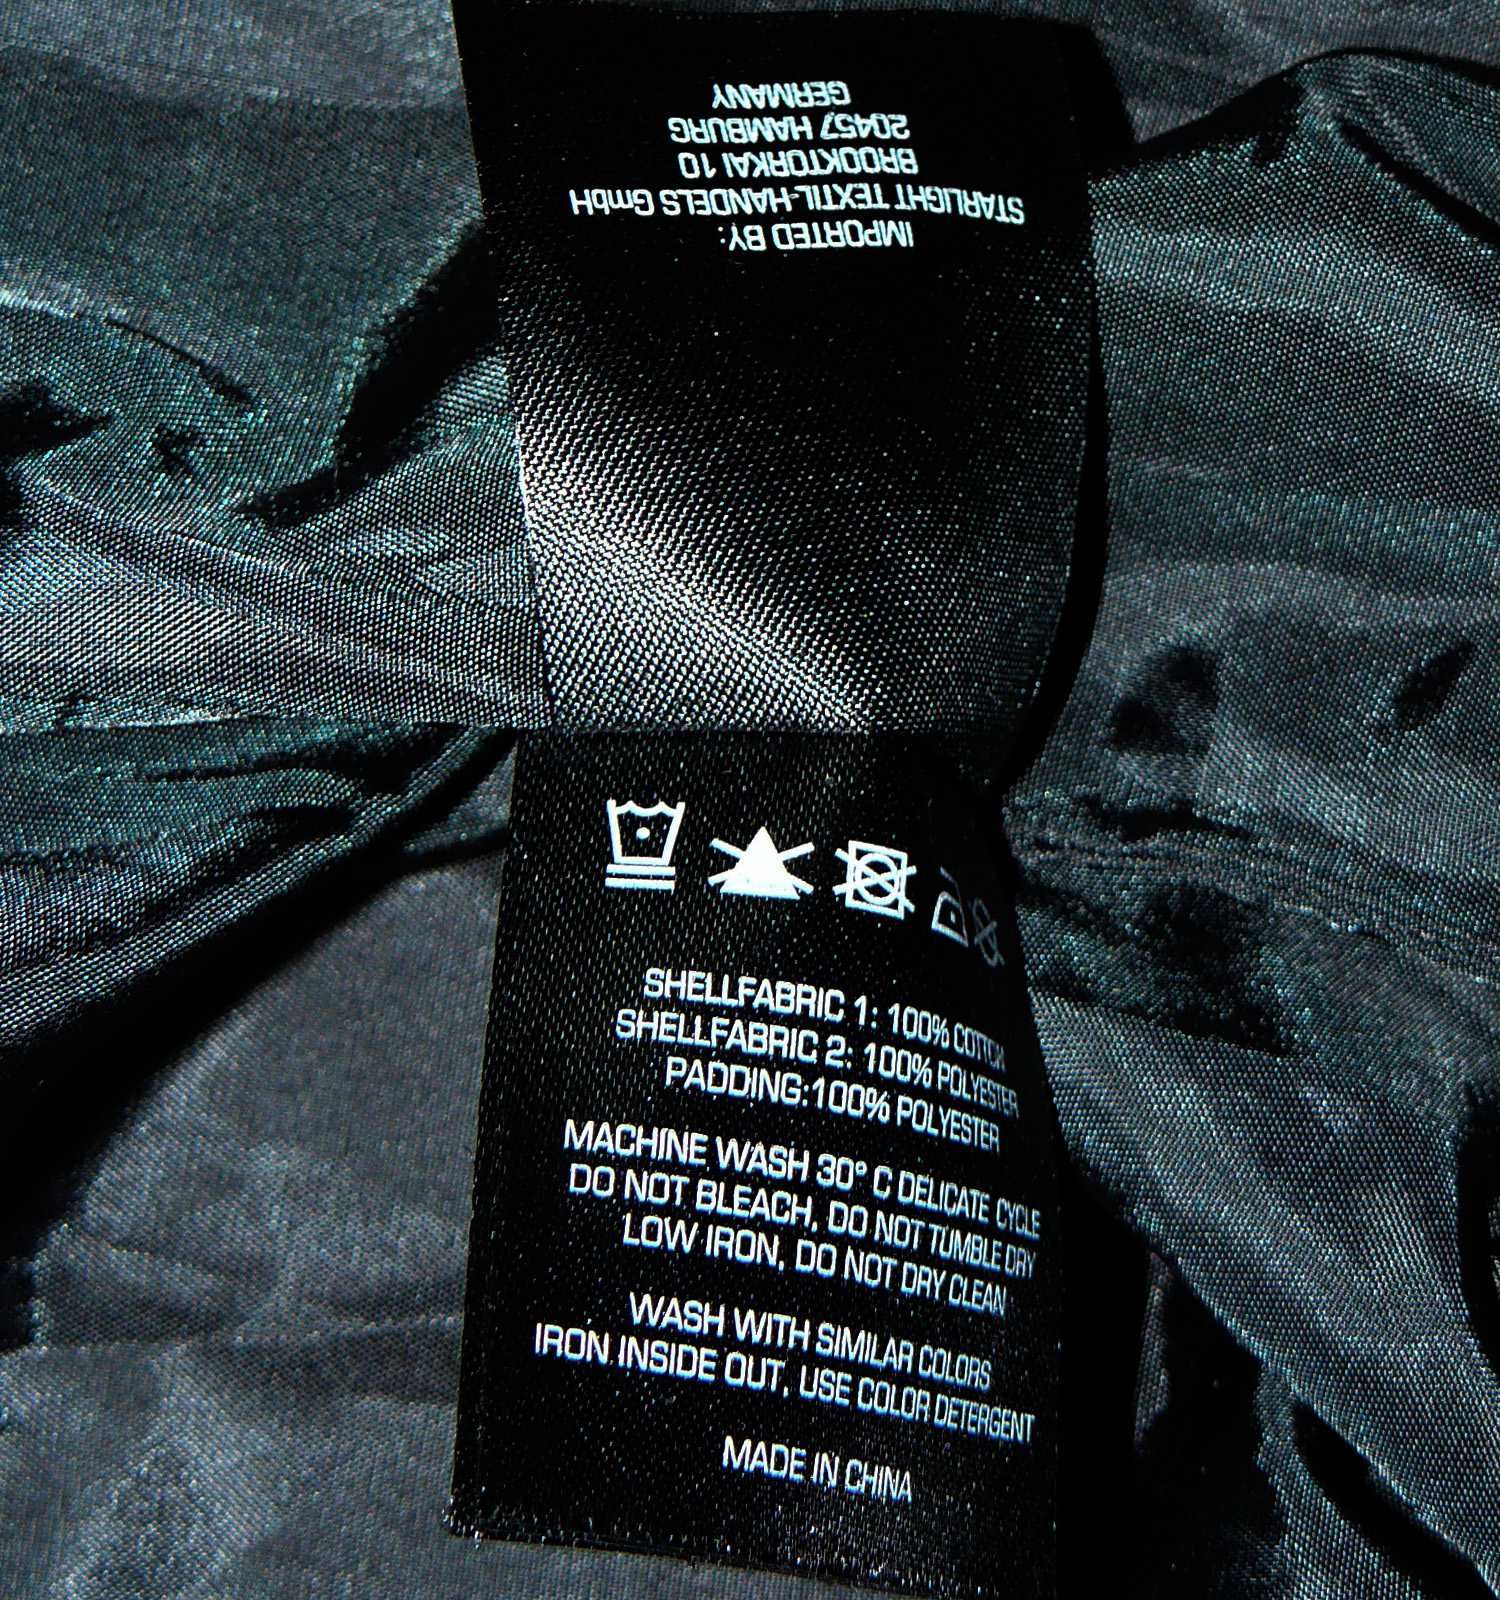 IMPORTED BY:
STARLIGHT TEXTIL-HANDELS GmbH
BROOKTORKAI 10
20457 HAMBURG
GERMANY
SHELLFABRIC 1: 100% COTTON
SHELLFABRIC 2: 100% POLYESTER
PADDING:100% POLYESTER
MACHINE WASH 30° C DELICATE CYCLE
DO NOT BLEACH, DO NOT TUMBLE DRY
LOW IRON, DO NOT DRY CLEAN
WASH WITH SIMILAR COLORS
IRON INSIDE OUT, USE COLOR DETERGENT
MADE IN CHINA